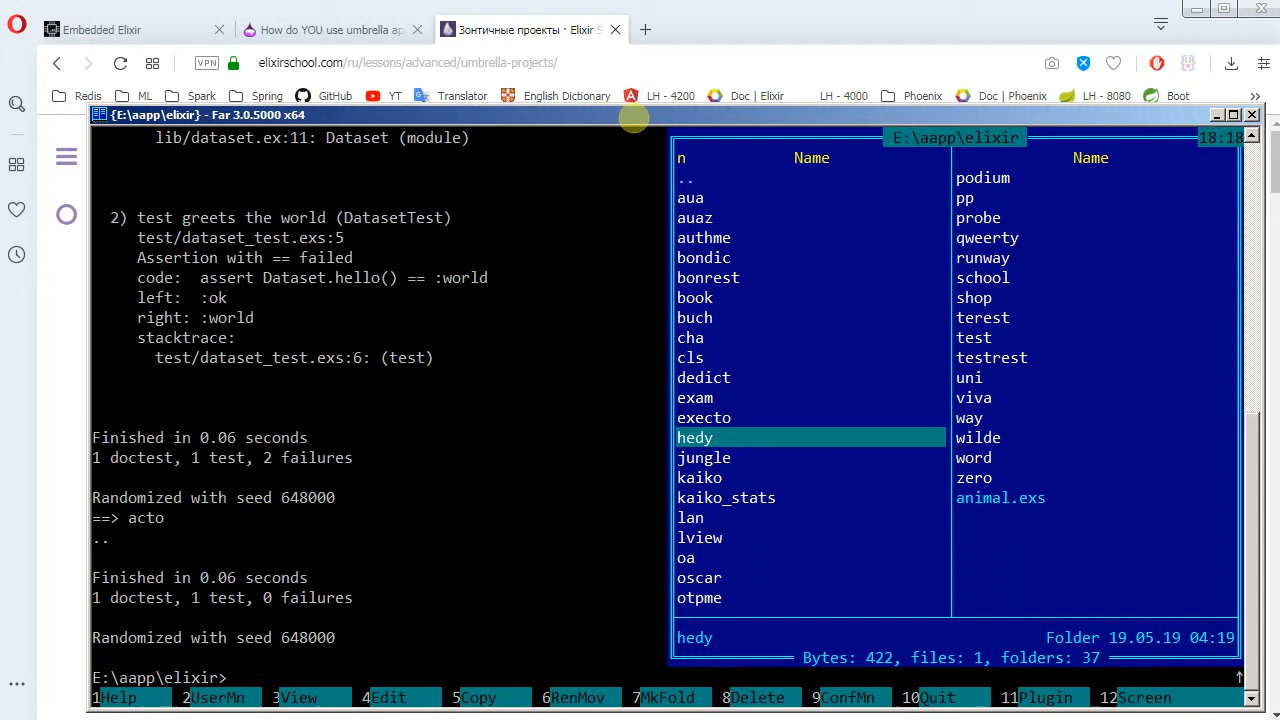 Embedded Elixir
How do YOU use umbrella ap
Зонтичные проекты · Elixir S
VPN
elixirschool.com/ru/lessons/advanced/umbrella-projects/
Redis ML Spark Spring GitHub YT Translator English Dictionary LH - 4200 Doc | Elixir LH - 4000 Phoenix Doc | Phoenix LH - 8080 Boot »
{E:\aapp\elixir} - Far 3.0.5000 x64
lib/dataset.ex:11: Dataset (module)
2) test greets the world (DatasetTest)
test/dataset_test.exs:5
Assertion with == failed
code:  assert Dataset.hello() == :world
left:  :ok
right: :world
stacktrace:
test/dataset_test.exs:6: (test)
Finished in 0.06 seconds
1 doctest, 1 test, 2 failures
Randomized with seed 648000
==> acto
..
Finished in 0.06 seconds
1 doctest, 1 test, 0 failures
Randomized with seed 648000
E:\aapp\elixir>
E:\aapp\elixir
18:18
n Name
..
aua
auaz
authme
bondic
bonrest
book
buch
cha
cls
dedict
exam
execto
hedy
jungle
kaiko
kaiko_stats
lan
lview
oa
oscar
otpme
Name
podium
pp
probe
qweerty
runway
school
shop
terest
test
testrest
uni
viva
way
wilde
word
zero
animal.exs
hedy Folder 19.05.19 04:19
Bytes: 422, files: 1, folders: 37
1Help 2UserMn 3View 4Edit 5Copy 6RenMov 7MkFold 8Delete 9ConfMn 10Quit 11Plugin 12Screen